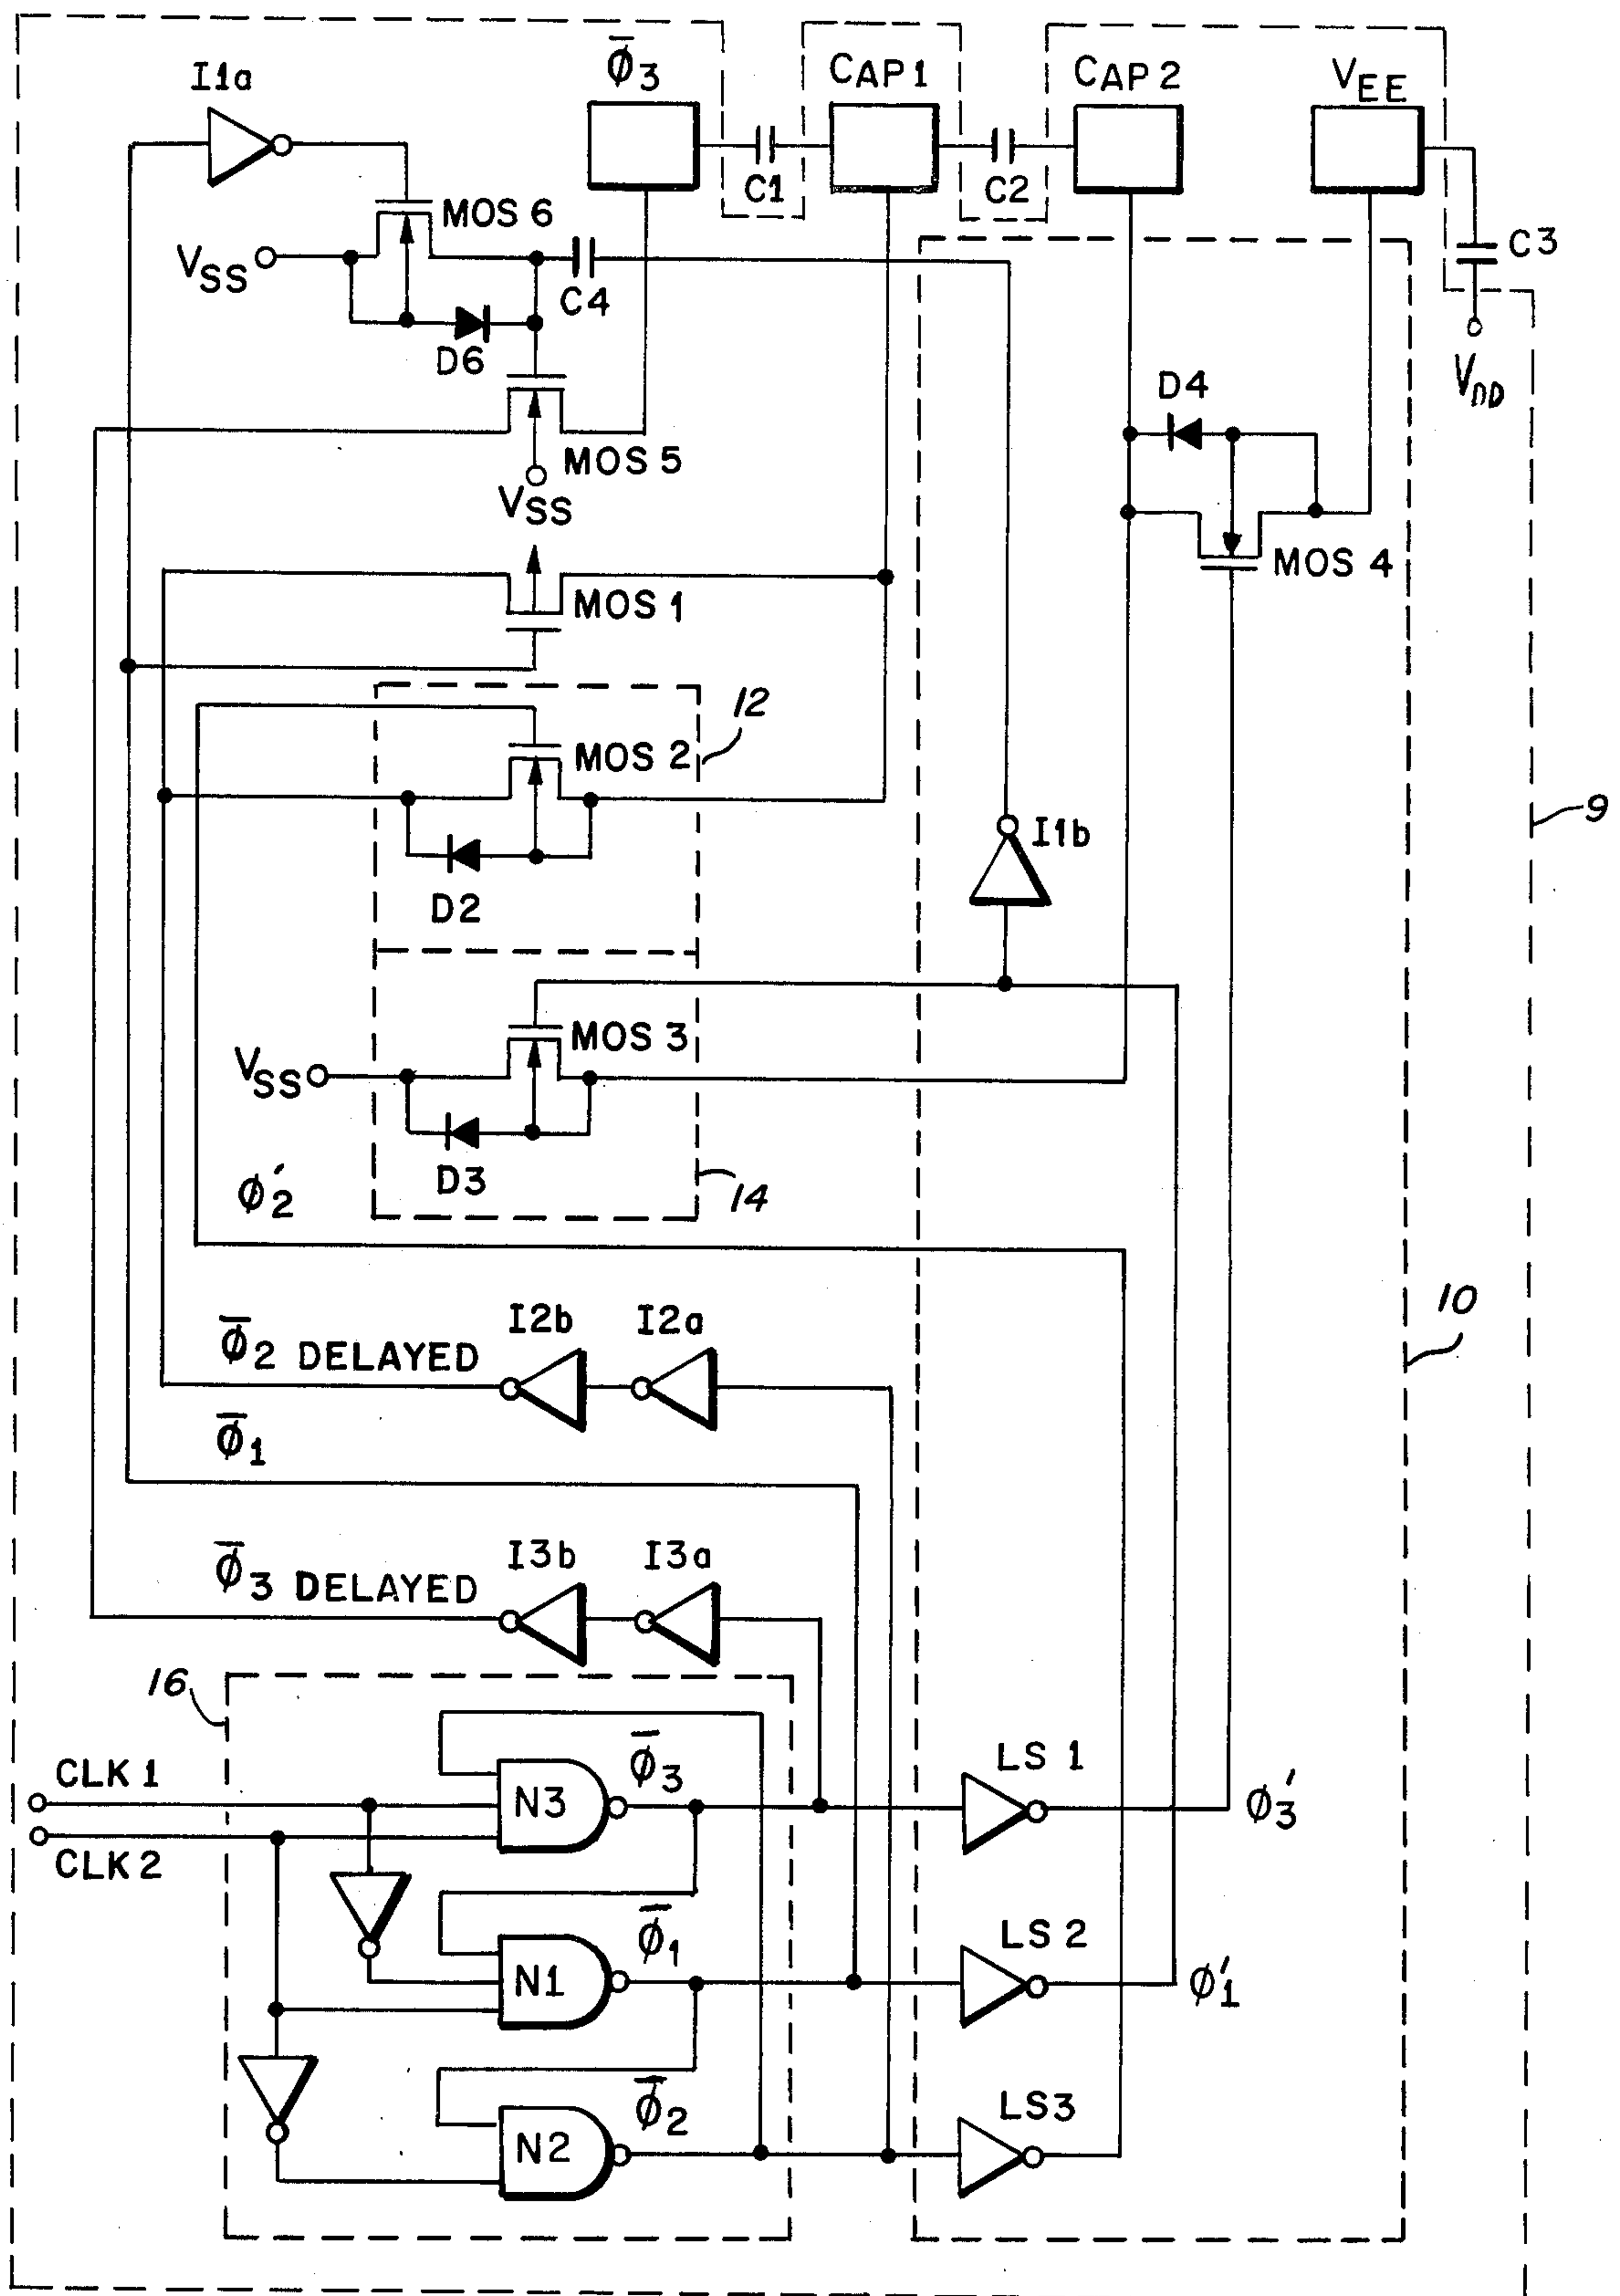 I1a
ϕ̅3
CAP 1
CAP 2
VEE
C1
C2
MOS 6
VSS
C4
C3
D6
VDD
D4
MOS 5
VSS
MOS 4
MOS 1
12
MOS 2
9
I1b
D2
MOS 3
VSS
D3
14
ϕ2′
10
I2b
I2a
ϕ̅2 DELAYED
ϕ̅1
I3b
I3a
ϕ̅3 DELAYED
16
CLK 1
N3
ϕ̅3
LS 1
ϕ3′
CLK 2
ϕ̅1
LS 2
N1
ϕ1′
ϕ̅2
LS3
N2